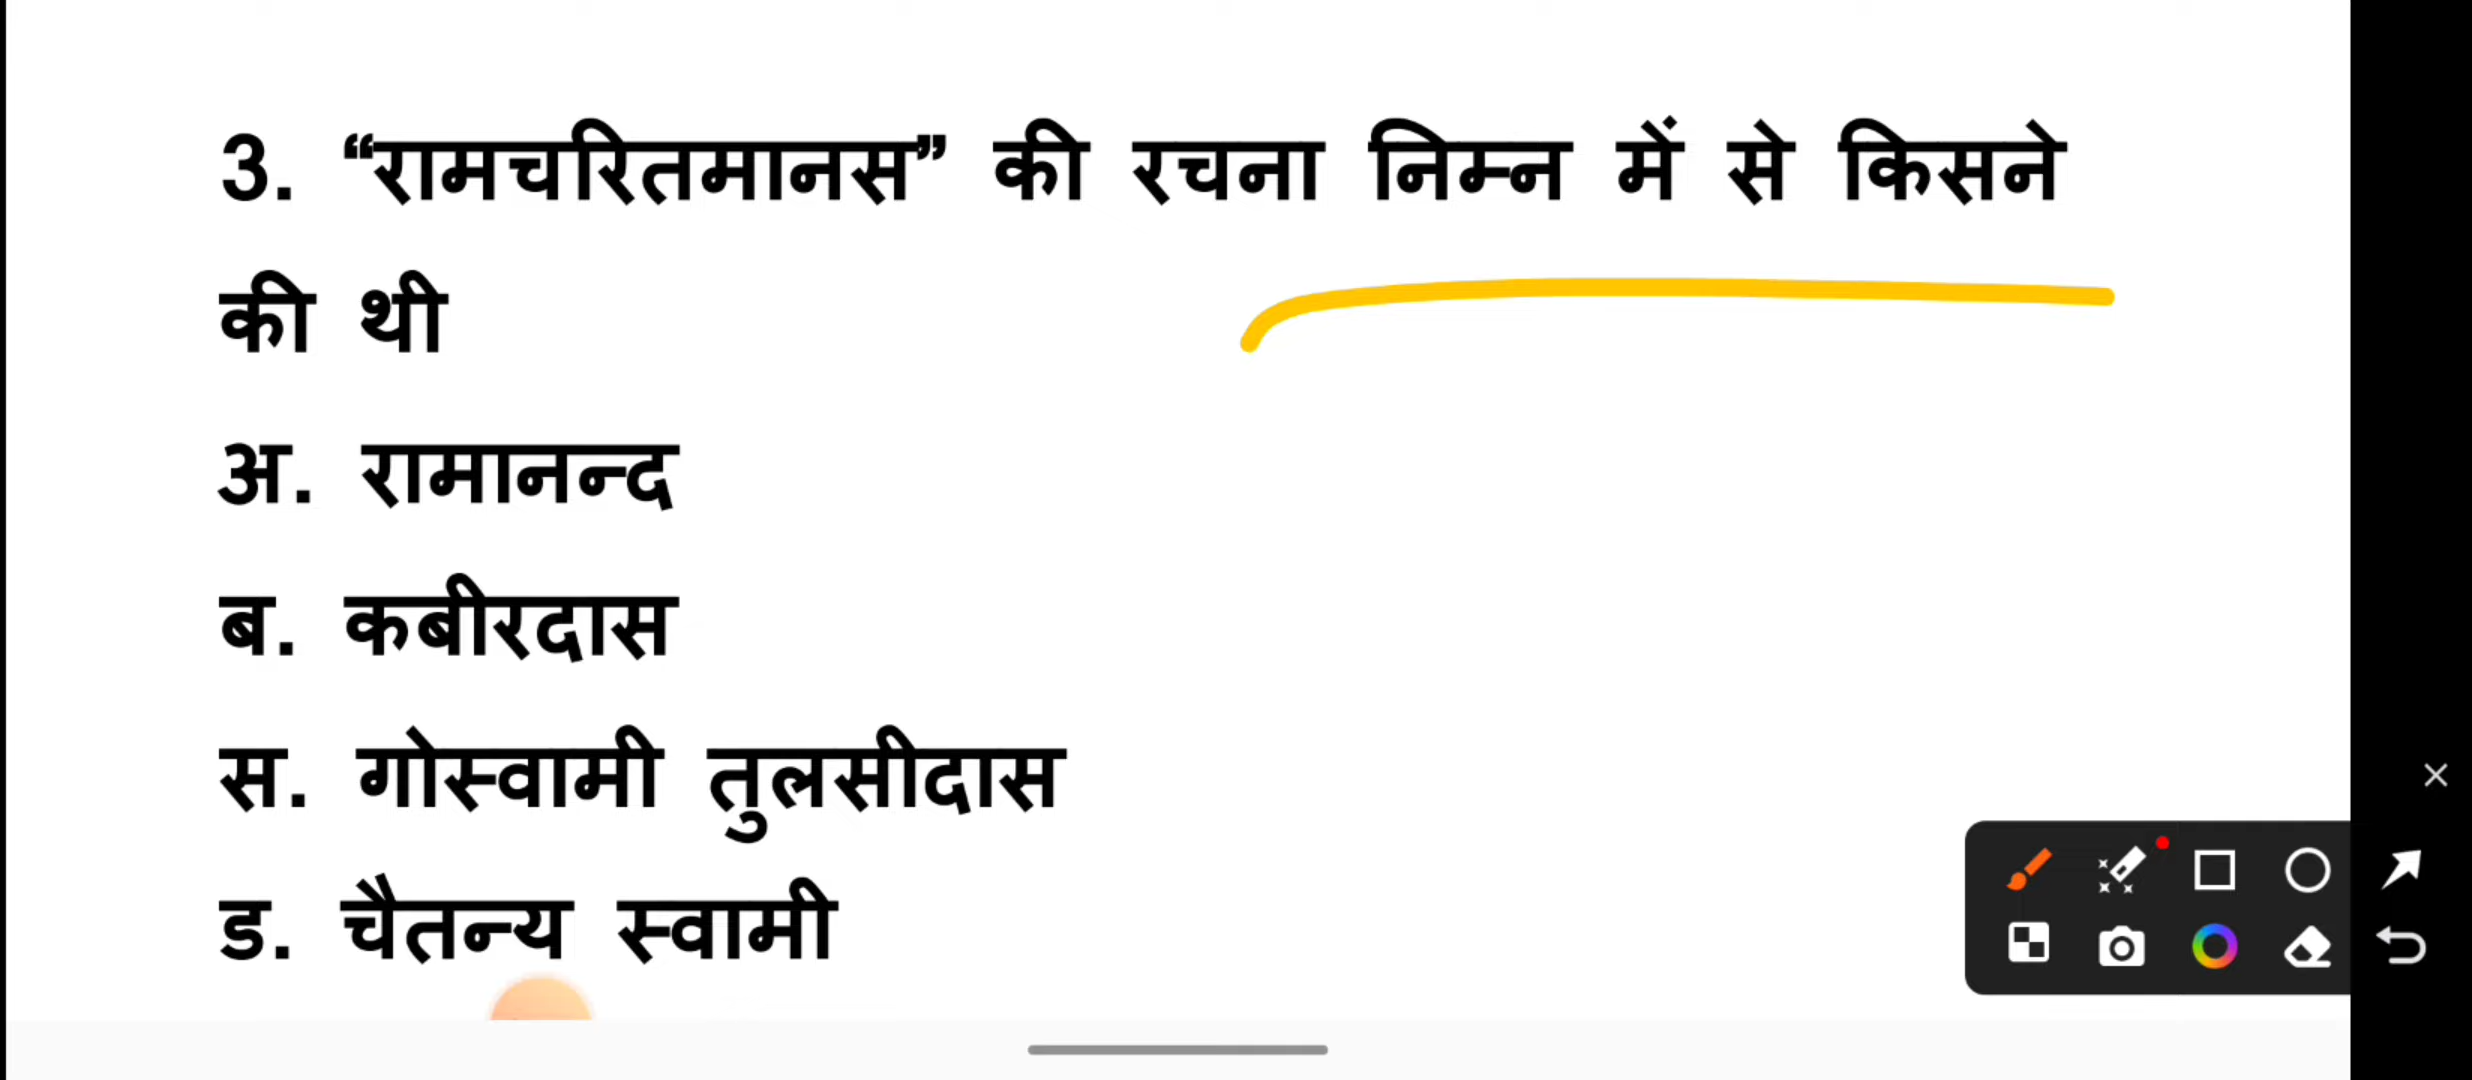 3. “रामचरितमानस” की रचना निम्न में से किसने
की थी
अ. रामानन्द
ब. कबीरदास
स. गोस्वामी तुलसीदास
ड. चैतन्य स्वामी